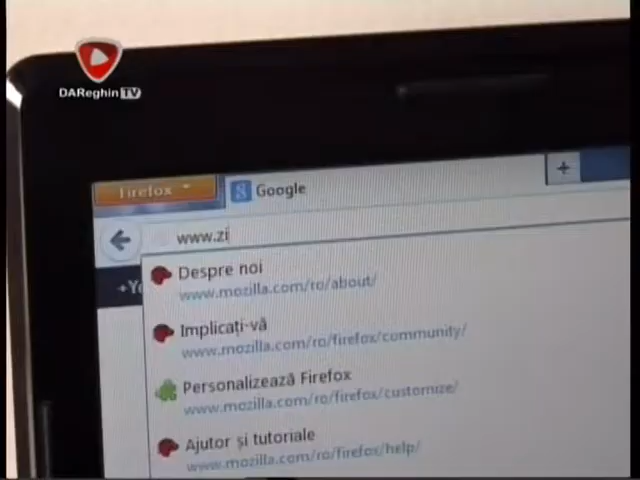 DAReghin TV
Firefox
Google
+
www.zi
+Yo
Despre noi
www.mozilla.com/ro/about/
Implicați-vă
www.mozilla.com/ro/firefox/community/
Personalizează Firefox
www.mozilla.com/ro/firefox/customize/
Ajutor și tutoriale
www.mozilla.com/ro/firefox/help/